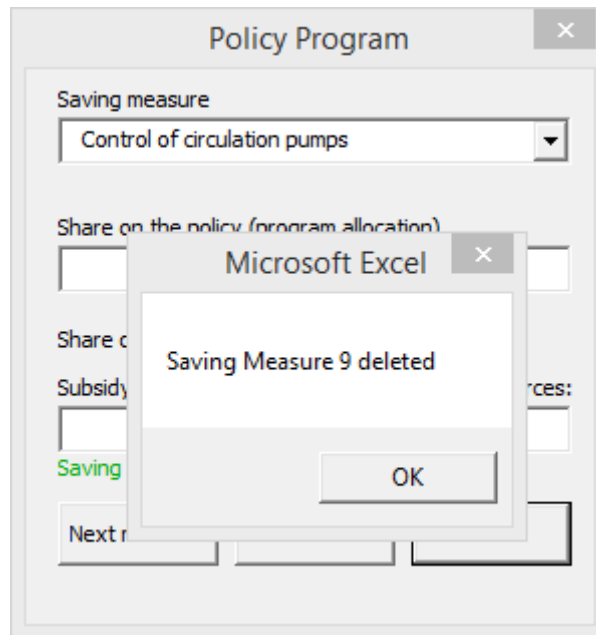 Policy Program
Saving measure
Control of circulation pumps
Share on the policy (program allocation)
Microsoft Excel
Saving Measure 9 deleted
OK
Share
Subsidy
Saving
Next